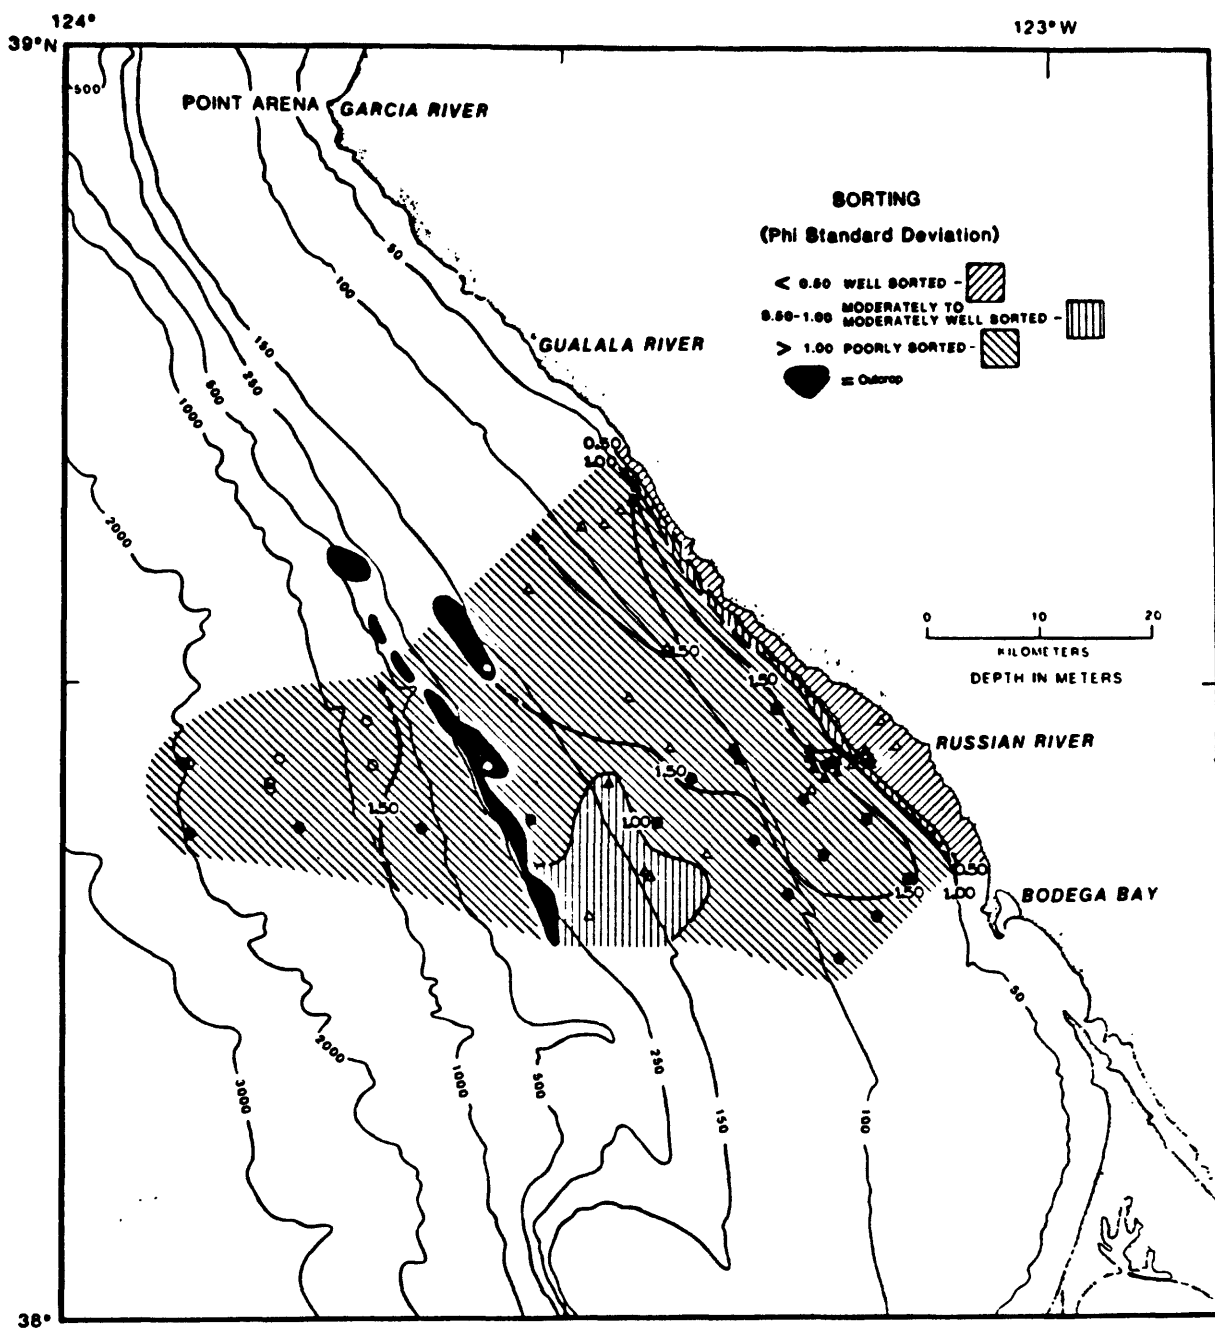 124°
123° W
39° N
500
POINT ARENA
GARCIA RIVER
SORTING
(Phi Standard Deviation)
< 0.50 WELL SORTED -
0.50-1.00 MODERATELY TO
MODERATELY WELL SORTED -
> 1.00 POORLY SORTED -
= Outcrop
50
100
GUALALA RIVER
150
250
500
1000
0.50
1.00
2000
0 10 20
KILOMETERS
DEPTH IN METERS
1.50
1.50
RUSSIAN RIVER
1.50
1.50
1.00
0.50
1.50
1.00
BODEGA BAY
50
2000
250
1000
500
3000
150
100
38°